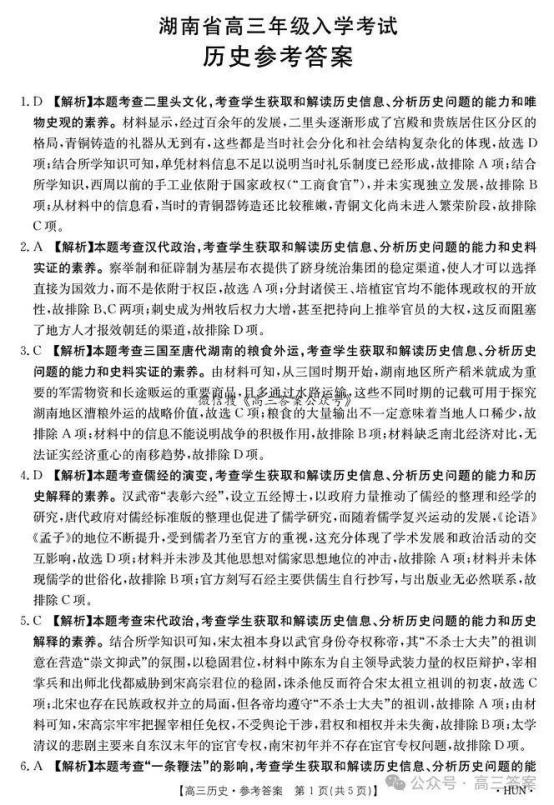 湖南省高三年级入学考试
历史参考答案
1. D 【解析】本题考查二里头文化,考查学生获取和解读历史信息、分析历史问题的能力和唯
物史观的素养。材料显示,经过百余年的发展,二里头逐渐形成了宫殿和贵族居住区分区的
格局,青铜铸造的礼器从无到有,这些都是当时社会分化和社会结构复杂化的体现,故选 D
项;结合所学知识可知,单凭材料信息不足以说明当时礼乐制度已经形成,故排除 A 项;结合
所学知识,西周以前的手工业依附于国家政权(“工商食官”),并未实现独立发展,故排除 B
项;从材料中的信息看,当时的青铜器铸造还比较稚嫩,青铜文化尚未进入繁荣阶段,故排除
C 项。
2. A 【解析】本题考查汉代政治,考查学生获取和解读历史信息、分析历史问题的能力和史料
实证的素养。察举制和征辟制为基层布衣提供了跻身统治集团的稳定渠道,使人才可以选择
直接为国效力,而不是依附于权臣,故选 A 项;分封诸侯王、培植宦官均不能体现政权的开放
性,故排除 B、C 两项;刺史成为州牧后权力大增,甚至把持向上推举官员的大权,这反而阻塞
了地方人才报效朝廷的渠道,故排除 D 项。
3. C 【解析】本题考查三国至唐代湖南的粮食外运,考查学生获取和解读历史信息、分析历史
问题的能力和史料实证的素养。由材料可知,从三国时期开始,湖南地区所产稻米就成为重
要的军需物资和长途贩运的重要商品,且多通过水路运输,这些不同时期的记载可用于探究
微信搜《高三答案公众号》
湖南地区漕粮外运的战略价值,故选 C 项;粮食的大量输出不一定意味着当地人口稀少,故
排除 A 项;材料中的信息不能说明战争的积极作用,故排除 B 项;材料缺乏南北经济对比,无
法证实经济重心的南移趋势,故排除 D 项。
4. D 【解析】本题考查儒经的演变,考查学生获取和解读历史信息、分析历史问题的能力和历
史解释的素养。汉武帝“表彰六经”,设立五经博士,以政府力量推动了儒经的整理和经学的
研究,唐代政府对儒经标准版的整理也促进了儒学研究,而随着儒学复兴运动的发展,《论语》
《孟子》的地位不断提升,受到儒者乃至官方的重视,这充分体现了学术发展和政治活动的交
互影响,故选 D 项;材料并未涉及其他思想对儒家思想地位的冲击,故排除 A 项;材料并未体
现儒学的世俗化,故排除 B 项;官方刻写石经主要供儒生自行抄写,与出版业无必然联系,故
排除 C 项。
5. C 【解析】本题考查宋代政治,考查学生获取和解读历史信息、分析历史问题的能力和历史
解释的素养。结合所学知识可知,宋太祖本身以武官身份夺权称帝,其“不杀士大夫”的祖训
意在营造“崇文抑武”的氛围,以稳固君位,材料中陈东为自主领导武装力量的权臣辩护,宰相
掌兵和出师北伐都威胁到宋高宗君位的稳固,诛杀他反而符合宋太祖立祖训的初衷,故选 C
项;北宋也存在民族政权并立的局面,但各帝均遵守“不杀士大夫”的祖训,故排除 A 项;由材
料可知,宋高宗牢牢把握宰相任免权,不受舆论干涉,君权和相权并未失衡,故排除 B 项;太学
清议的悲剧主要来自东汉末年的宦官专权,南宋初年并不存在宦官专权问题,故排除 D 项。
6. A 【解析】本题考查“一条鞭法”的影响,考查学生获取和解读历史信息、分析历史问题的能
【高三历史·参考答案 第 1 页(共 5 页)】 ·HUN·
公众号·高三答案